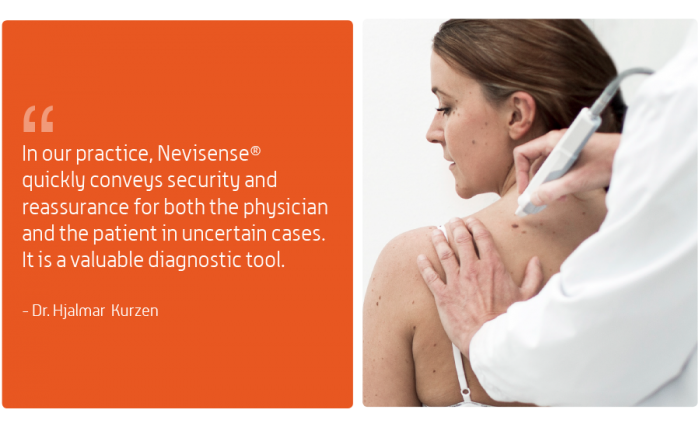 “
In our practice, Nevisense®
quickly conveys security and
reassurance for both the physician
and the patient in uncertain cases.
It is a valuable diagnostic tool.
- Dr. Hjalmar Kurzen